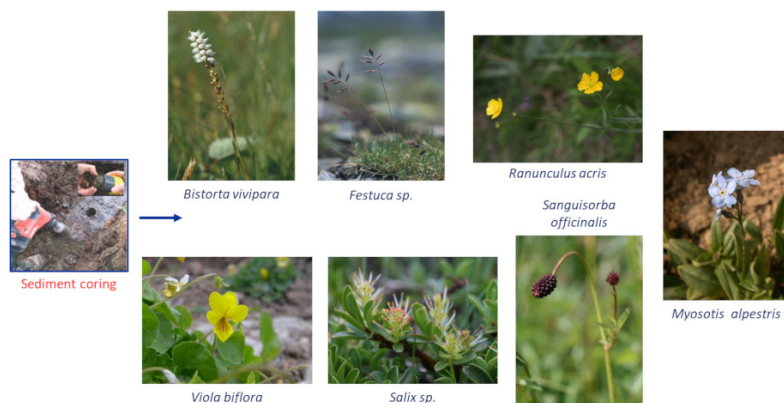 Bistorta vivipara
Festuca sp.
Ranunculus acris
Sanguisorba
officinalis
Sediment coring
Myosotis alpestris
Viola biflora
Salix sp.